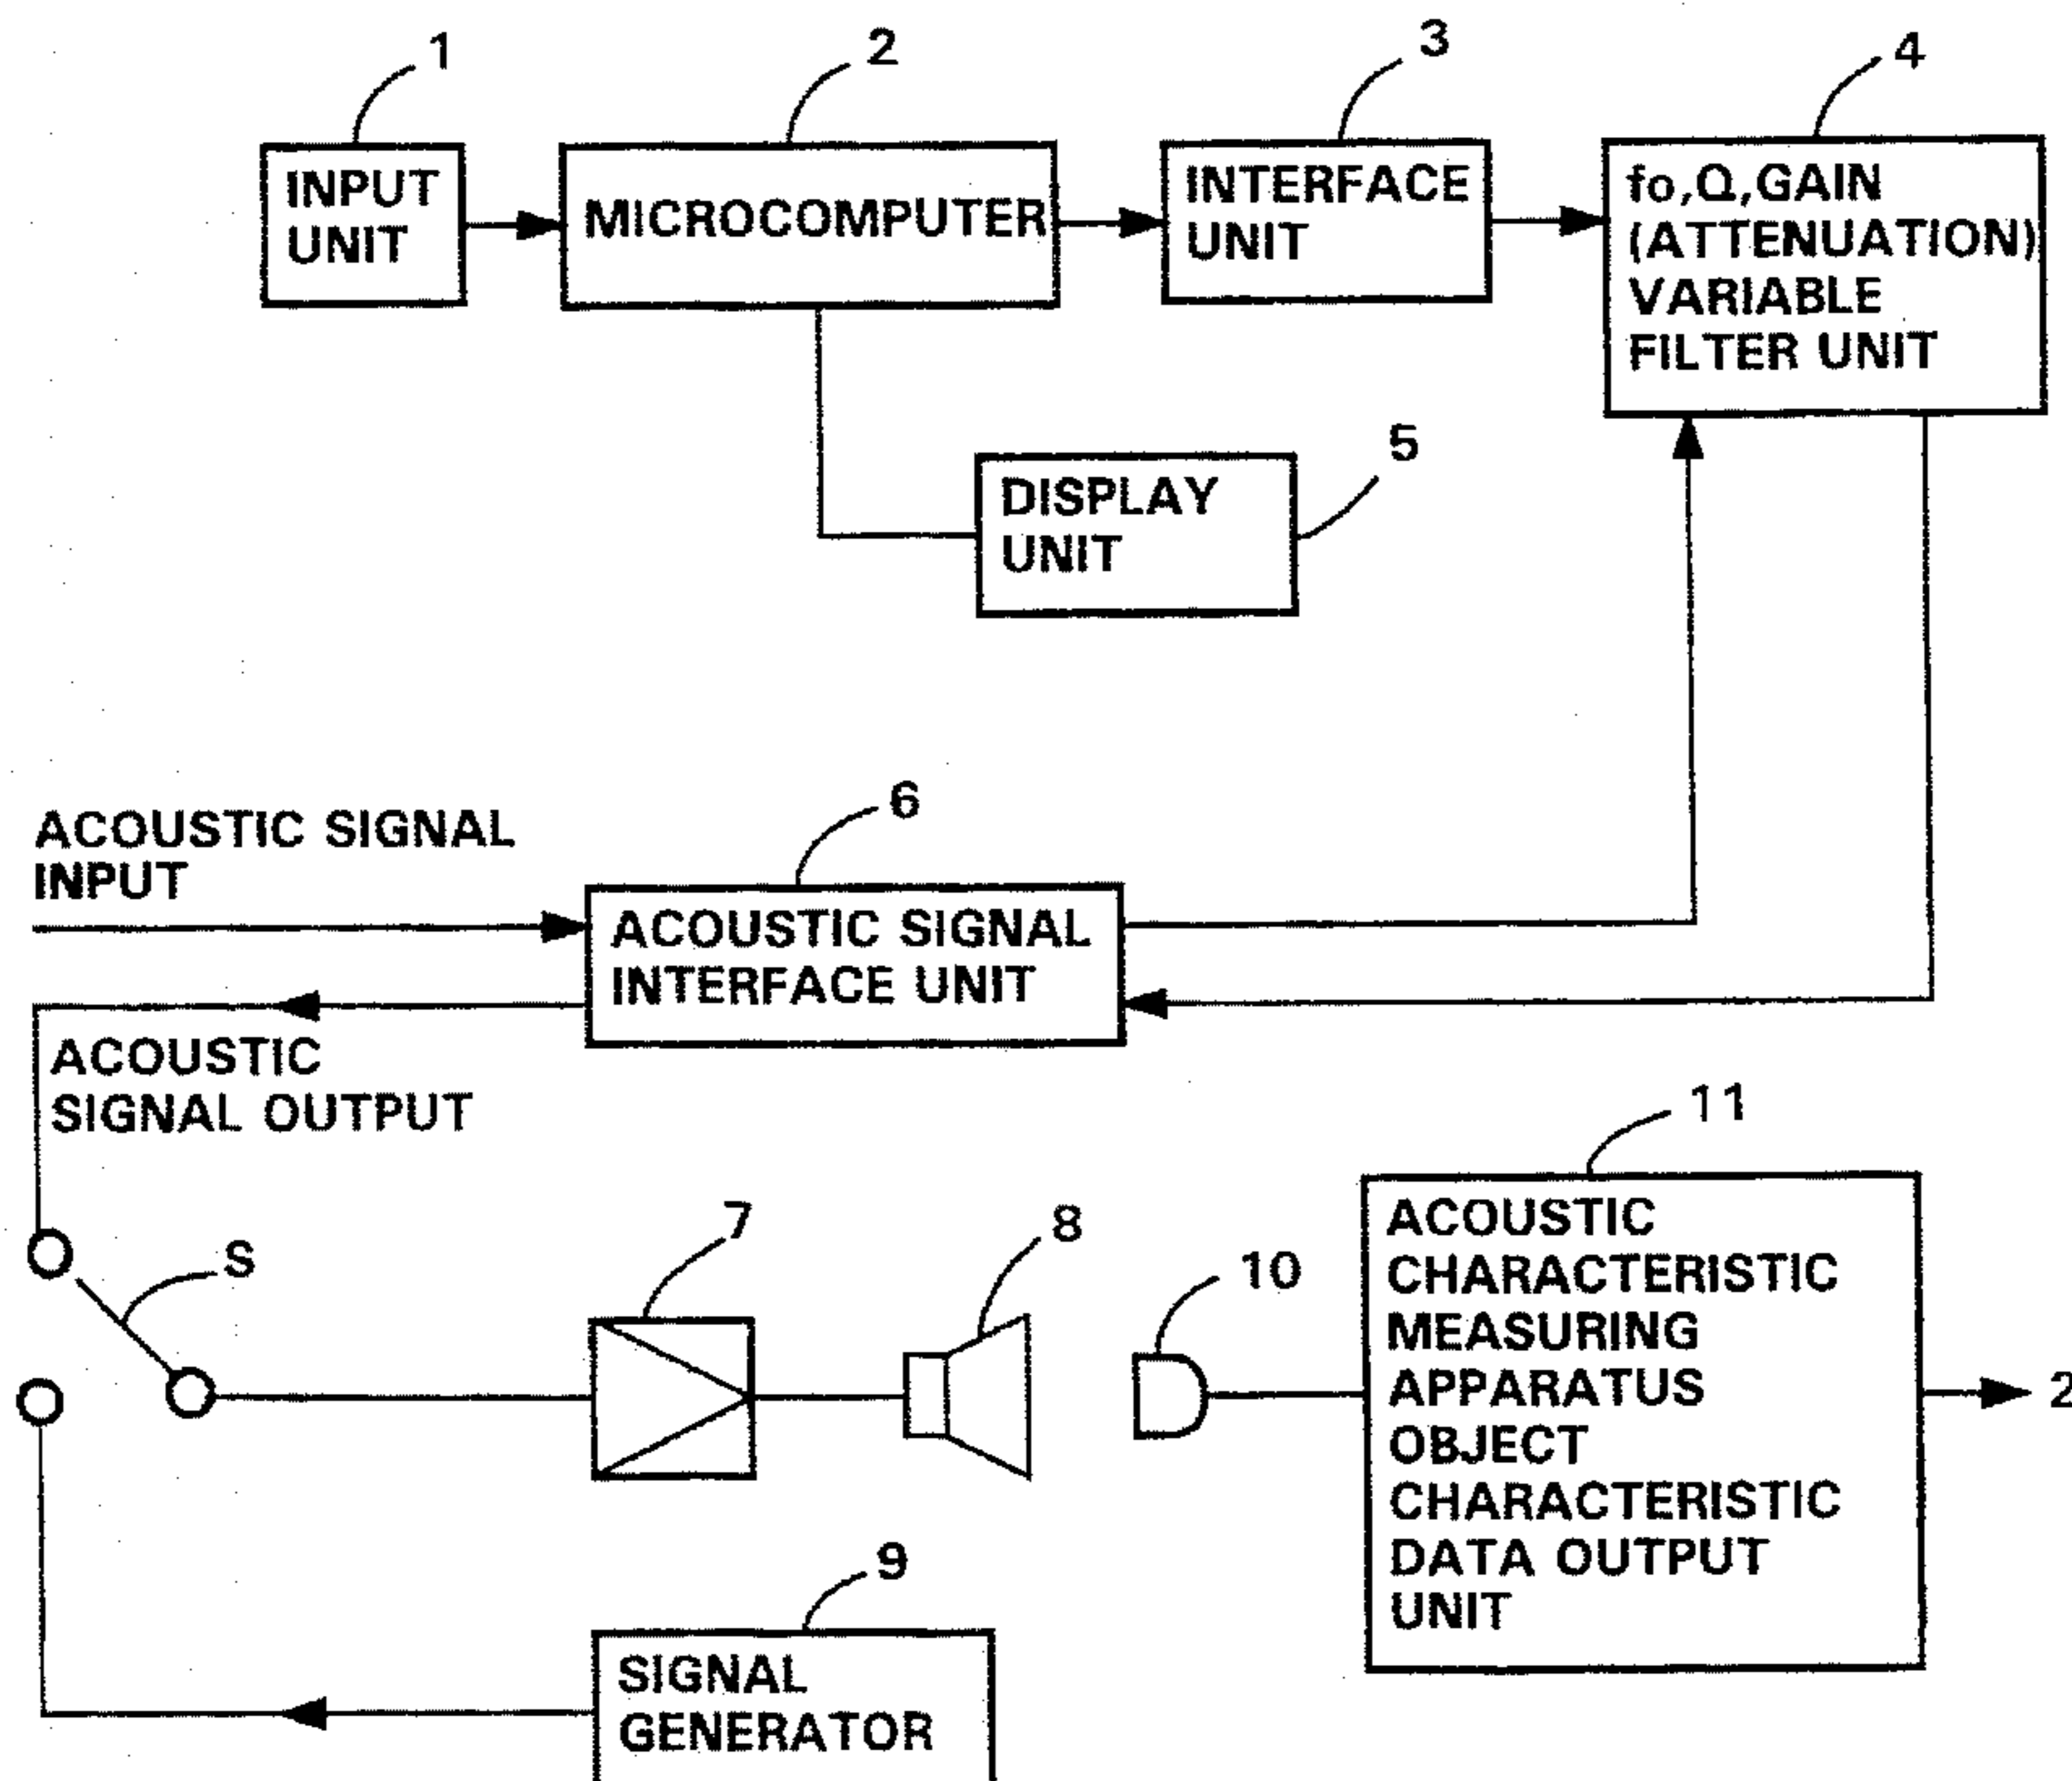 1
2
3
4
INPUT
UNIT
MICROCOMPUTER
INTERFACE
UNIT
fo,Q,GAIN
(ATTENUATION)
VARIABLE
FILTER UNIT
5
DISPLAY
UNIT
6
ACOUSTIC SIGNAL
INPUT
ACOUSTIC SIGNAL
INTERFACE UNIT
ACOUSTIC
SIGNAL OUTPUT
S
7
8
10
11
ACOUSTIC
CHARACTERISTIC
MEASURING
APPARATUS
OBJECT
CHARACTERISTIC
DATA OUTPUT
UNIT
2
9
SIGNAL
GENERATOR